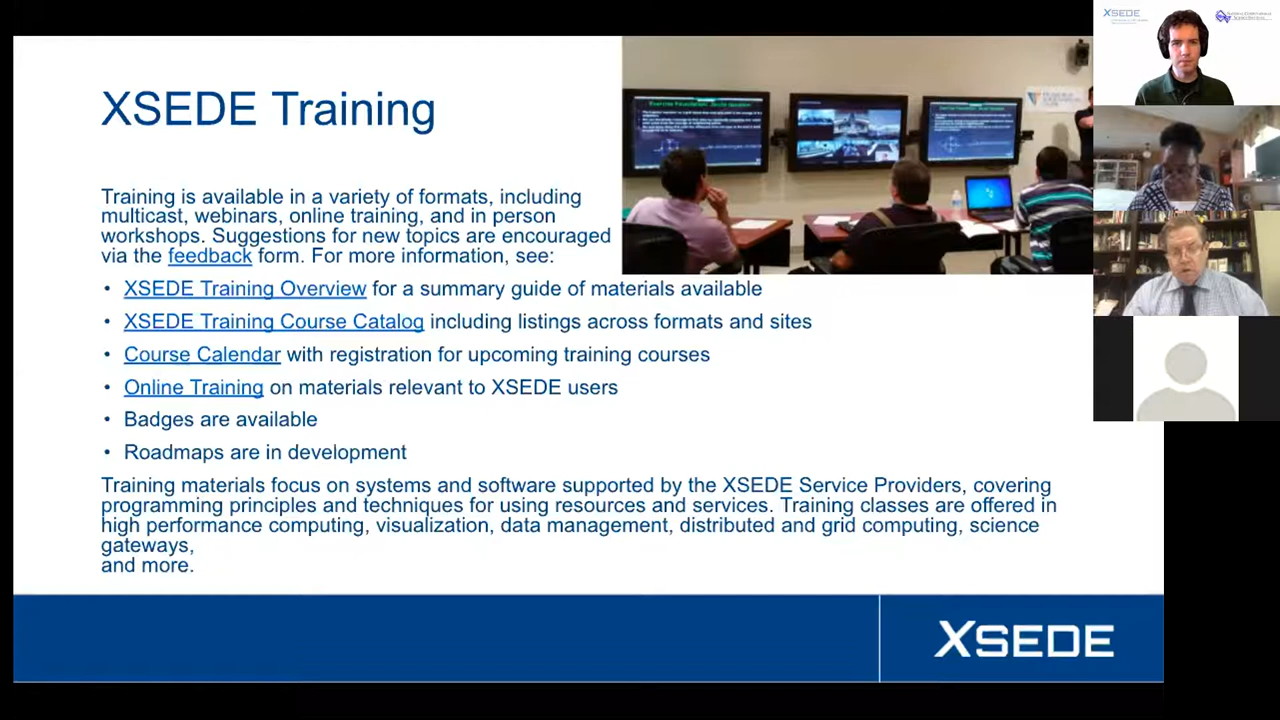 XSEDE Training
Training is available in a variety of formats, including
multicast, webinars, online training, and in person
workshops. Suggestions for new topics are encouraged
via the feedback form. For more information, see:
• XSEDE Training Overview for a summary guide of materials available
• XSEDE Training Course Catalog including listings across formats and sites
• Course Calendar with registration for upcoming training courses
• Online Training on materials relevant to XSEDE users
• Badges are available
• Roadmaps are in development
Training materials focus on systems and software supported by the XSEDE Service Providers, covering
programming principles and techniques for using resources and services. Training classes are offered in
high performance computing, visualization, data management, distributed and grid computing, science
gateways,
and more.
XSEDE
XSEDE